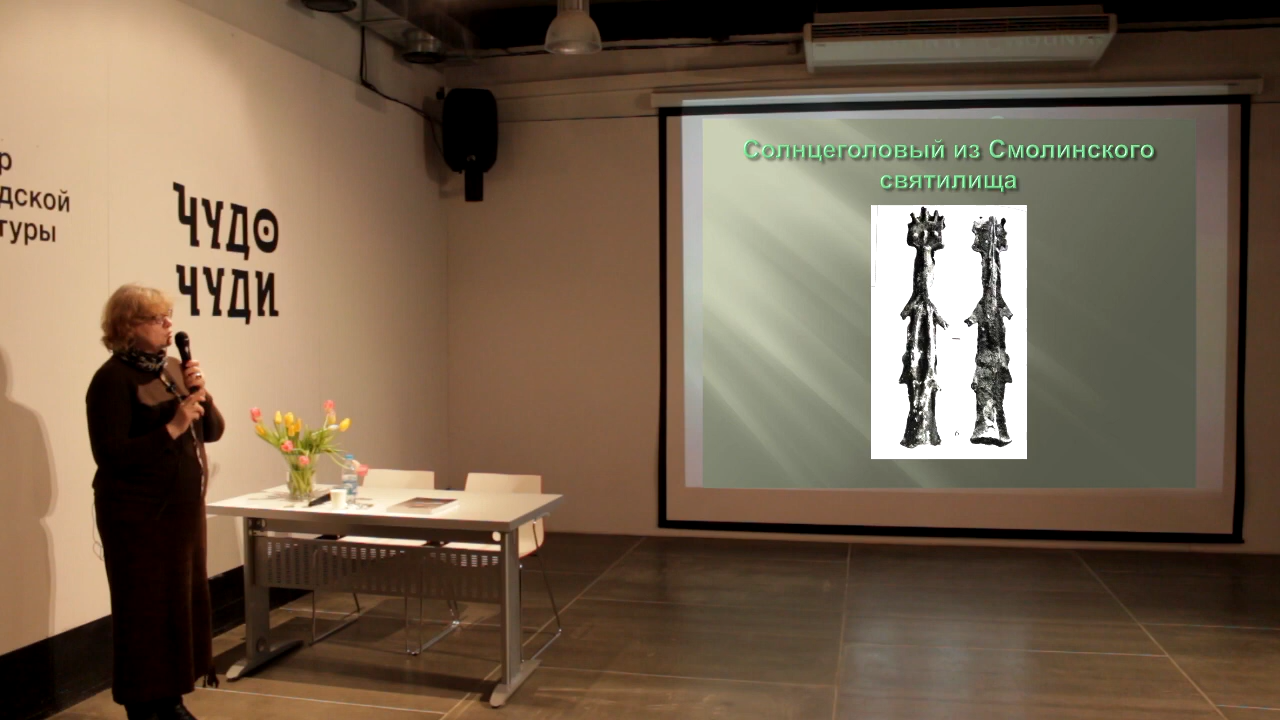 р
дской
туры
ЧУДО
ЧУДИ
Солнцеголовый из Смолинского
святилища